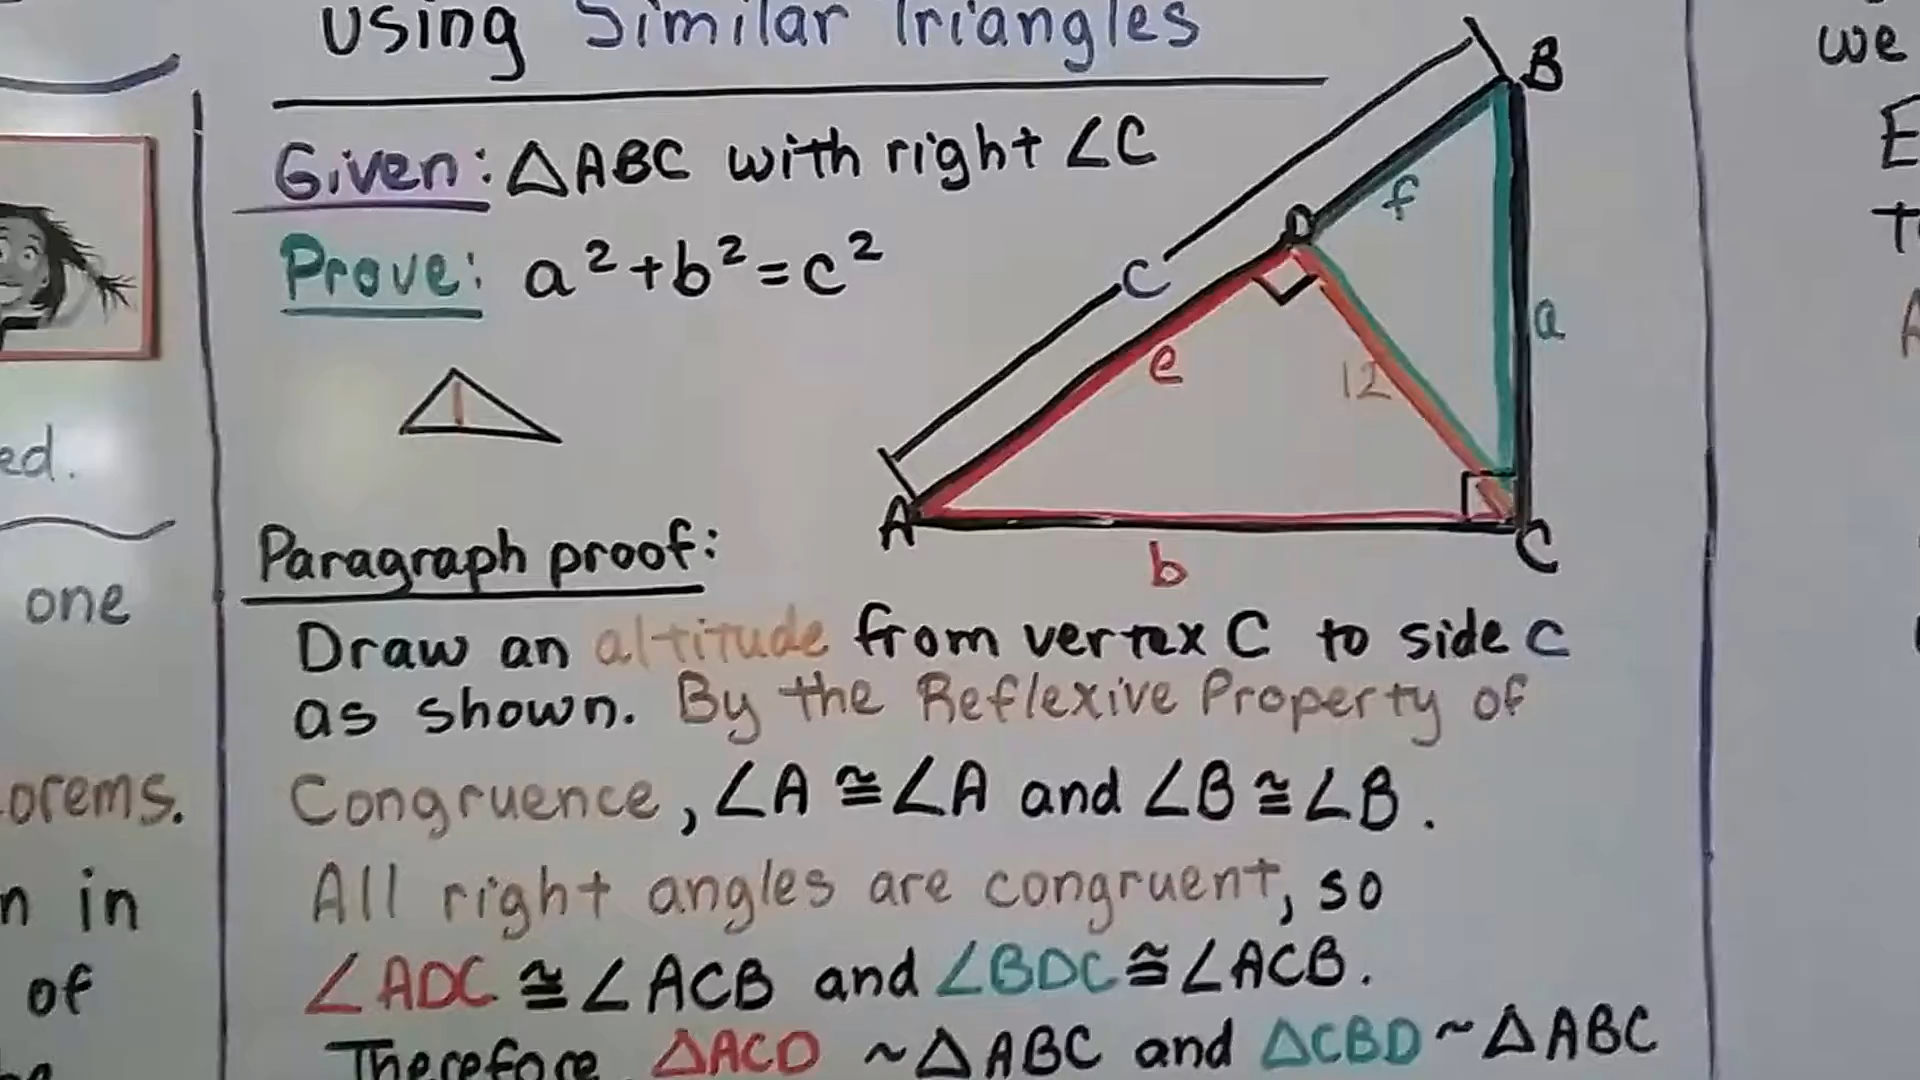 using Similar Triangles
Given: △ABC with right ∠C
Prove: a²+b²=c²
B
D
f
C
a
e
12
A
C
b
Paragraph proof:
Draw an altitude from vertex C to side c
as shown. By the Reflexive Property of
Congruence, ∠A ≅ ∠A and ∠B ≅ ∠B.
All right angles are congruent, so
∠ADC ≅ ∠ACB and ∠BDC ≅ ∠ACB.
Therefore, △ACD ~ △ABC and △CBD ~ △ABC
one
n in
of
we